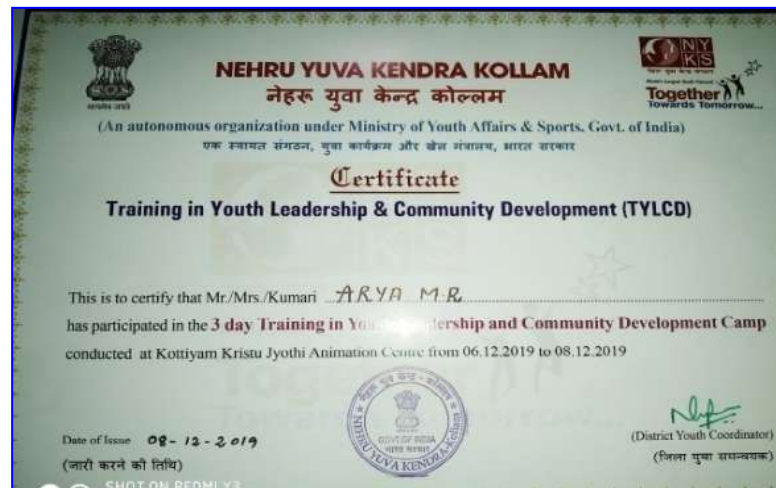 NEHRU YUVA KENDRA KOLLAM
नेहरू युवा केन्द्र कोल्लम
NYKS
Together
Towards Tomorrow...
(An autonomous organization under Ministry of Youth Affairs & Sports. Govt. of India)
एक स्वायत संगठन, युवा कार्यक्रम और खेल मंत्रालय, भारत सरकार
Certificate
Training in Youth Leadership & Community Development (TYLCD)
This is to certify that Mr./Mrs./Kumari ARYA M.R
has participated in the 3 day Training in Youth Leadership and Community Development Camp
conducted at Kottiyam Kristu Jyothi Animation Centre from 06.12.2019 to 08.12.2019
NEHRU YUVA KENDRA-Kollam
GOVT.OF INDIA
भारत सरकार
Date of Issue 08-12-2019
(District Youth Coordinator)
(जारी करने की तिथि)
(जिला युवा समन्वयक)
SHOT ON REDMI Y3